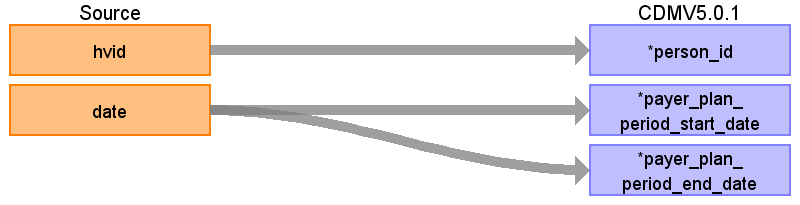 Source
CDMV5.0.1
hvid
*person_id
date
*payer_plan_
period_start_date
*payer_plan_
period_end_date